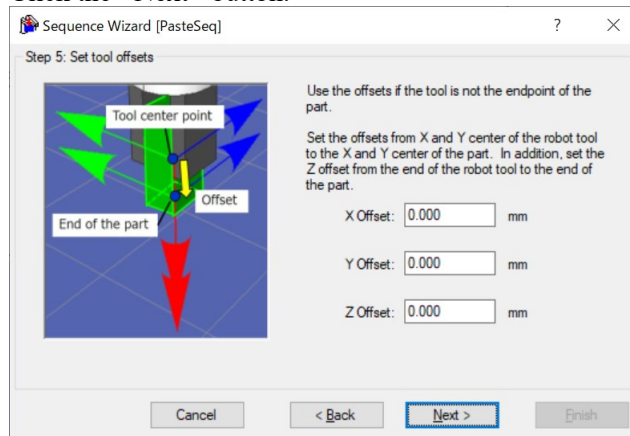 Sequence Wizard [PasteSeq]
?
Step 5: Set tool offsets
Tool center point
Offset
End of the part
Use the offsets if the tool is not the endpoint of the
part.
Set the offsets from X and Y center of the robot tool
to the X and Y center of the part. In addition, set the
Z offset from the end of the robot tool to the end of
the part.
X Offset: 0.000 mm
Y Offset: 0.000 mm
Z Offset: 0.000 mm
Cancel < Back Next > Finish